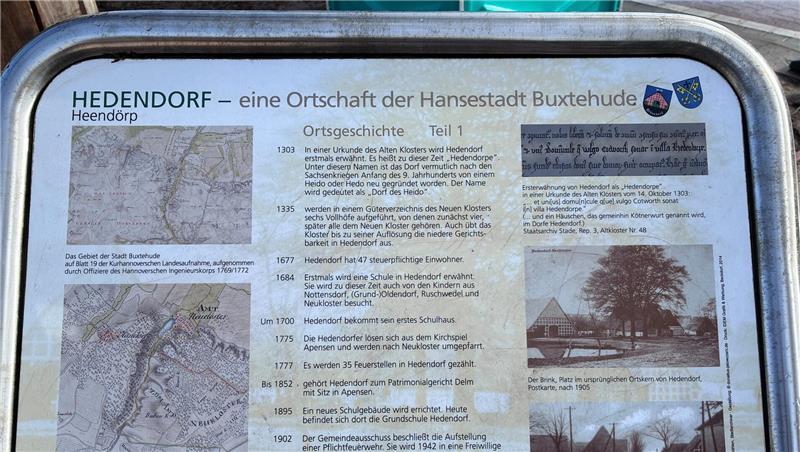 HEDENDORF – eine Ortschaft der Hansestadt Buxtehude
Heendörp
Ortsgeschichte Teil 1
1303 In einer Urkunde des Alten Klosters wird Hedendorf
erstmals erwähnt. Es heißt zu dieser Zeit „Hedendorpe".
Unter diesem Namen ist das Dorf vermutlich nach den
Sachsenkriegen Anfang des 9. Jahrhunderts von einem
Heido oder Hedo neu gegründet worden. Der Name
wird gedeutet als „Dorf des Heido".
1335 werden in einem Güterverzeichnis des Neuen Klosters
sechs Vollhöfe aufgeführt, von denen zunächst vier,
später alle dem Neuen Kloster gehören. Auch übt das
Kloster bis zu seiner Auflösung die niedere Gerichts-
barkeit in Hedendorf aus.
1677 Hedendorf hat 47 steuerpflichtige Einwohner.
1684 Erstmals wird eine Schule in Hedendorf erwähnt.
Sie wird zu dieser Zeit auch von den Kindern aus
Nottensdorf, (Grund-)Oldendorf, Ruschwedel und
Neukloster besucht.
Um 1700 Hedendorf bekommt sein erstes Schulhaus.
1775 Die Hedendorfer lösen sich aus dem Kirchspiel
Apensen und werden nach Neukloster umgepfarrt.
1777 Es werden 35 Feuerstellen in Hedendorf gezählt.
Bis 1852 gehört Hedendorf zum Patrimonialgericht Delm
mit Sitz in Apensen.
1895 Ein neues Schulgebäude wird errichtet. Heute
befindet sich dort die Grundschule Hedendorf.
1902 Der Gemeindeausschuss beschließt die Aufstellung
einer Pflichtfeuerwehr. Sie wird 1942 in eine Freiwillige
Das Gebiet der Stadt Buxtehude
auf Blatt 19 der Kurhannoverschen Landesaufnahme, aufgenommen
durch Offiziere des Hannoverschen Ingenieurskorps 1769/1772
AMT
Neucloster
Ersterwähnung von Hedendorf als „Hedendorpe"
in einer Urkunde des Alten Klosters vom 14. Oktober 1303:
(... et uni[us] domu[n]cule q[ue] vulgo Cotworth sonat
i[n] villa Hedendorpe"
(... und ein Häuschen, das gemeinhin Kötnerwurt genannt wird,
im Dorfe Hedendorf.)
Staatsarchiv Stade, Rep. 3, Altkloster Nr. 48
Der Brink, Platz im ursprünglichen Ortskern von Hedendorf,
Postkarte, nach 1905